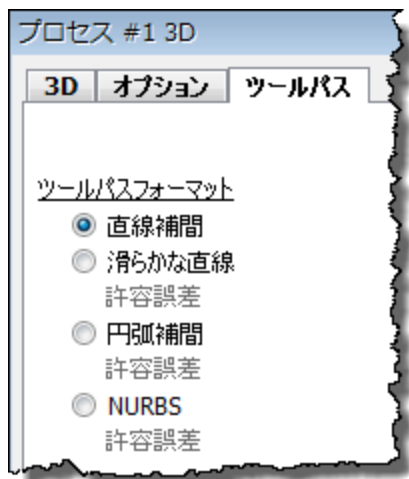 プロセス #1 3D
3D オプション ツールパス
ツールパスフォーマット
直線補間
滑らかな直線
許容誤差
円弧補間
許容誤差
NURBS
許容誤差